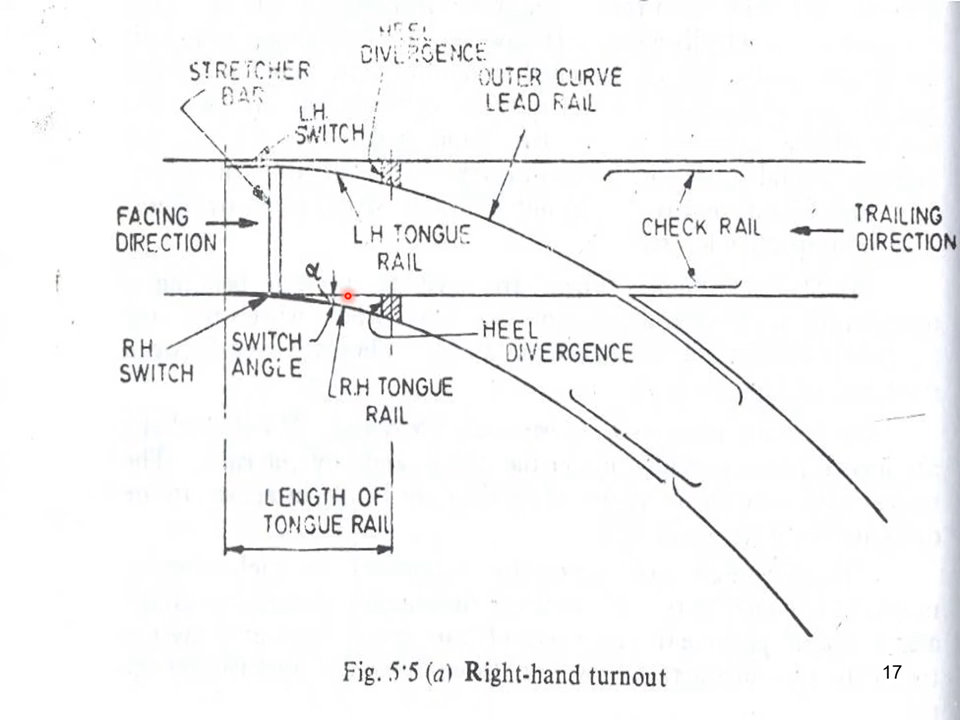 HEEL
DIVERGENCE
STRETCHER
BAR
OUTER CURVE
LEAD RAIL
L.H.
SWITCH
FACING
DIRECTION
L.H TONGUE
RAIL
CHECK RAIL
TRAILING
DIRECTION
α
R H
SWITCH
SWITCH
ANGLE
HEEL
DIVERGENCE
R.H TONGUE
RAIL
LENGTH OF
TONGUE RAIL
Fig. 5·5 (a) Right-hand turnout
17